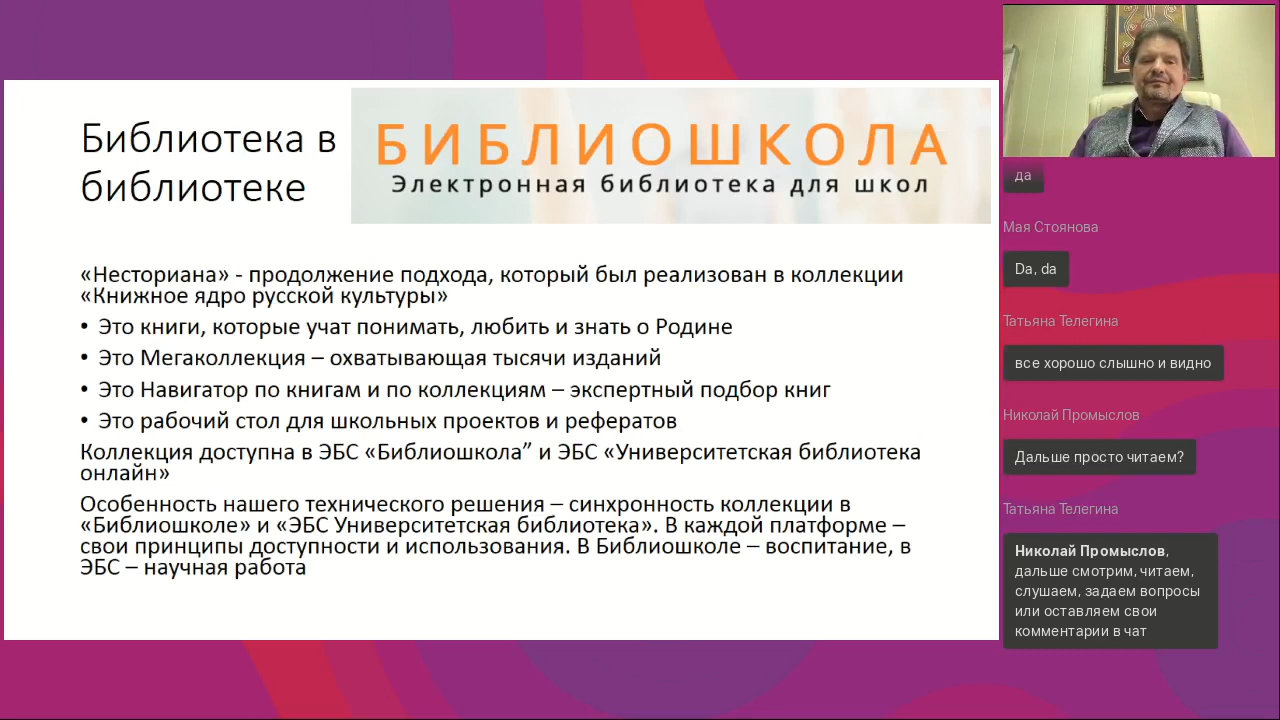 Библиотека в
библиотеке
БИБЛИОШКОЛА
Электронная библиотека для школ
«Несториана» - продолжение подхода, который был реализован в коллекции
«Книжное ядро русской культуры»
• Это книги, которые учат понимать, любить и знать о Родине
• Это Мегаколлекция – охватывающая тысячи изданий
• Это Навигатор по книгам и по коллекциям – экспертный подбор книг
• Это рабочий стол для школьных проектов и рефератов
Коллекция доступна в ЭБС «Библиошкола” и ЭБС «Университетская библиотека
онлайн»
Особенность нашего технического решения – синхронность коллекции в
«Библиошколе» и «ЭБС Университетская библиотека». В каждой платформе –
свои принципы доступности и использования. В Библиошколе – воспитание, в
ЭБС – научная работа
да
Мая Стоянова
Da, da
Татьяна Телегина
все хорошо слышно и видно
Николай Промыслов
Дальше просто читаем?
Татьяна Телегина
Николай Промыслов,
дальше смотрим, читаем,
слушаем, задаем вопросы
или оставляем свои
комментарии в чат